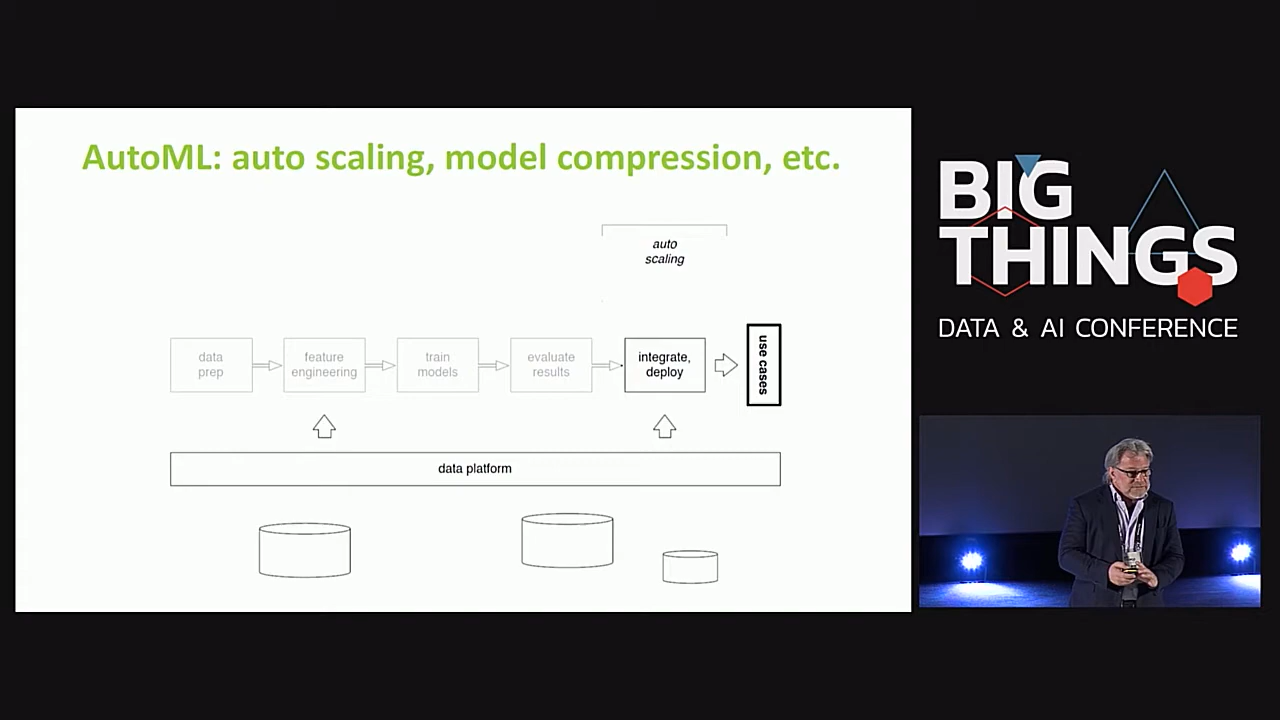 AutoML: auto scaling, model compression, etc.
auto
scaling
data
prep
feature
engineering
train
models
evaluate
results
integrate,
deploy
use cases
data platform
BIG
THINGS
DATA & AI CONFERENCE